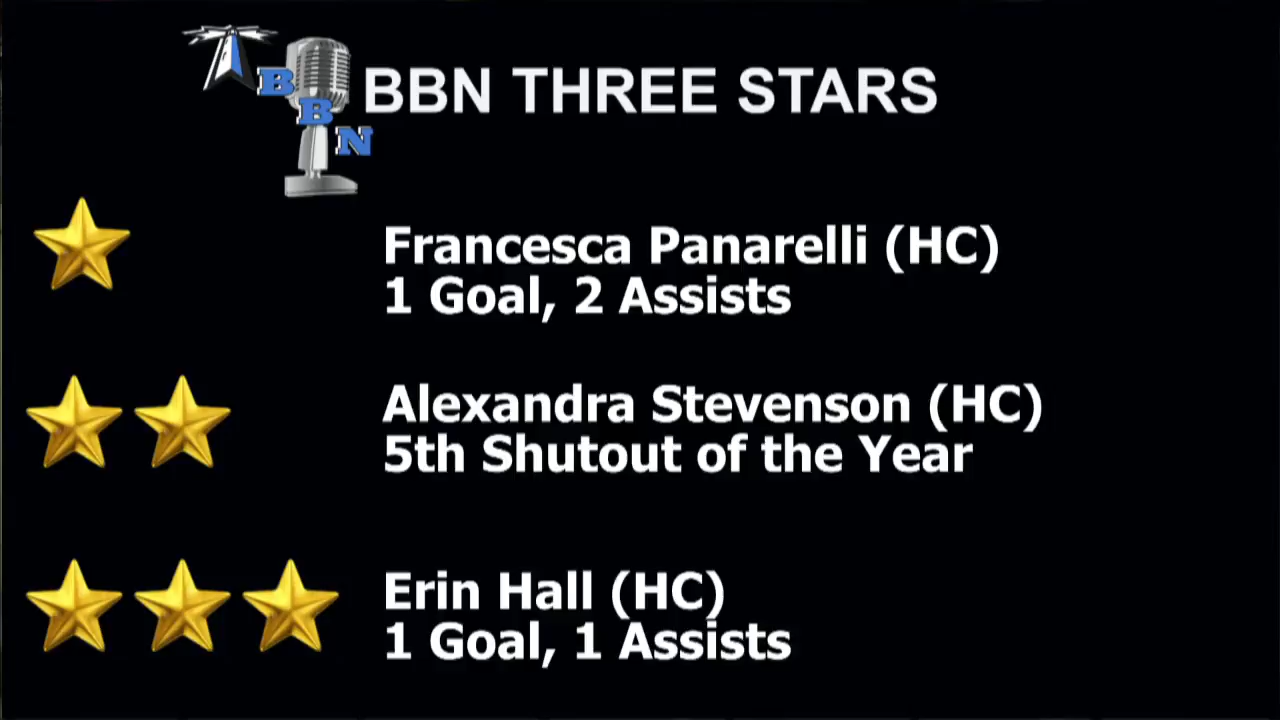 BBN
BBN THREE STARS
Francesca Panarelli (HC)
1 Goal, 2 Assists
Alexandra Stevenson (HC)
5th Shutout of the Year
Erin Hall (HC)
1 Goal, 1 Assists